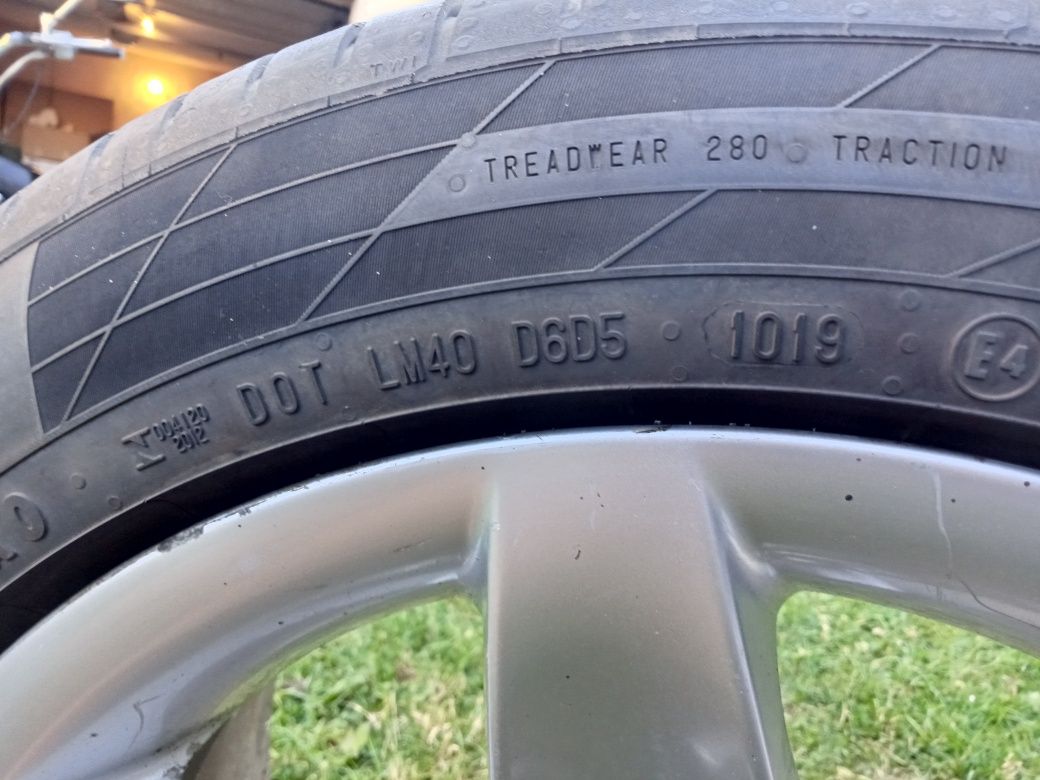 TWI
TREADWEAR 280 TRACTION
DOT LM40 D6D5 1019 E4
004120
2012